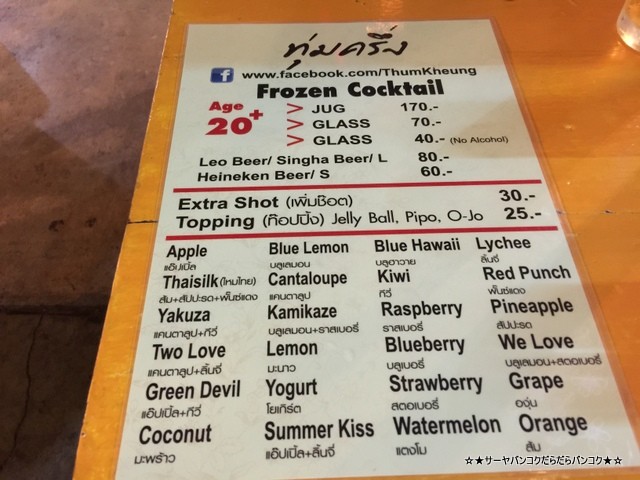 ทุ่มครึ่ง
www.facebook.com/ThumKheung
Frozen Cocktail
Age 20+
> JUG 170.-
> GLASS 70.-
> GLASS 40.- (No Alcohol)
Leo Beer/ Singha Beer/ L 80.-
Heineken Beer/ S 60.-
Extra Shot (เพิ่มช๊อต) 30.-
Topping (ท๊อปปิ้ง) Jelly Ball, Pipo, O-Jo 25.-
Apple Blue Lemon Blue Hawaii Lychee
แอ๊ปเปิ้ล บลูเลมอน บลูฮาวาย ลิ้นจี่
Thaisilk (ไหมไทย) Cantaloupe Kiwi Red Punch
ส้ม+สับปะรด+พั้นซ์แดง แคนตาลูป กีวี่ พั้นซ์แดง
Yakuza Kamikaze Raspberry Pineapple
แคนตาลูป+กีวี่ บลูเลมอน+ราสเบอรี่ ราสเบอรี่ สัปปะรด
Two Love Lemon Blueberry We Love
แคนตาลูป+ลิ้นจี่ มะนาว บลูเบอรี่ บลูเลมอน+สตอเบอรี่
Green Devil Yogurt Strawberry Grape
แอ๊ปเปิ้ล+กีวี่ โยเกิร์ต สตอเบอรี่ องุ่น
Coconut Summer Kiss Watermelon Orange
มะพร้าว แอ๊ปเปิ้ล+ลิ้นจี่ แตงโม ส้ม
★☆★サーヤバンコクだらだらバンコク★☆